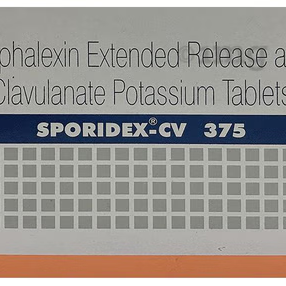 phalexin Extended Release a
Clavulanate Potassium Tablets
SPORIDEX®-CV 375